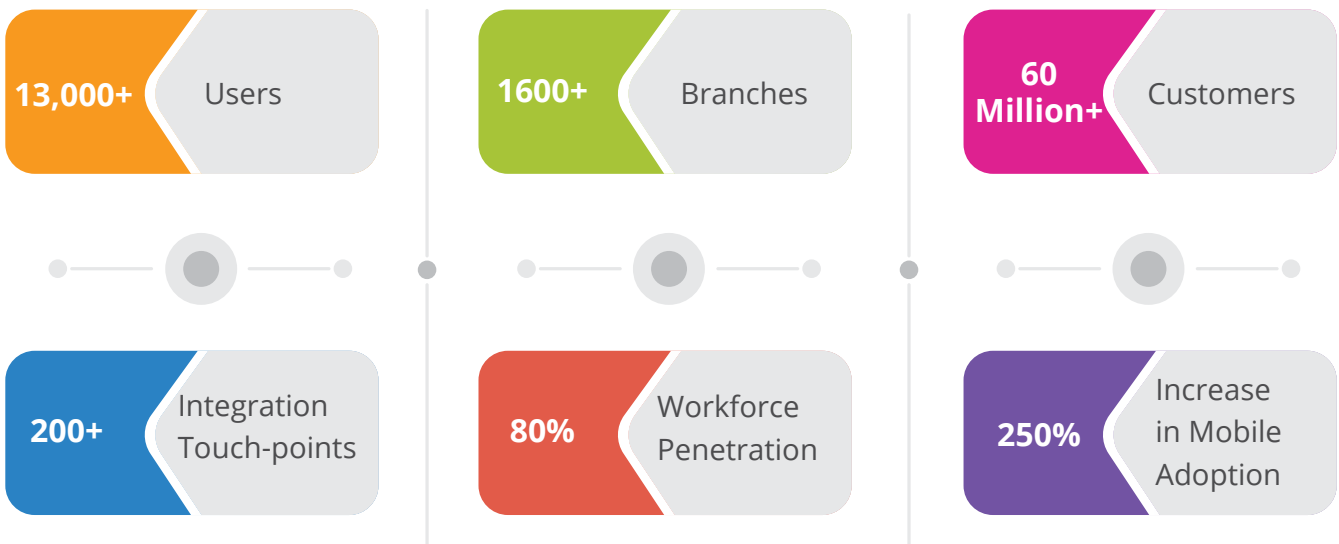 13,000+
Users
1600+
Branches
60
Million+
Customers
200+
Integration
Touch-points
80%
Workforce
Penetration
250%
Increase
in Mobile
Adoption